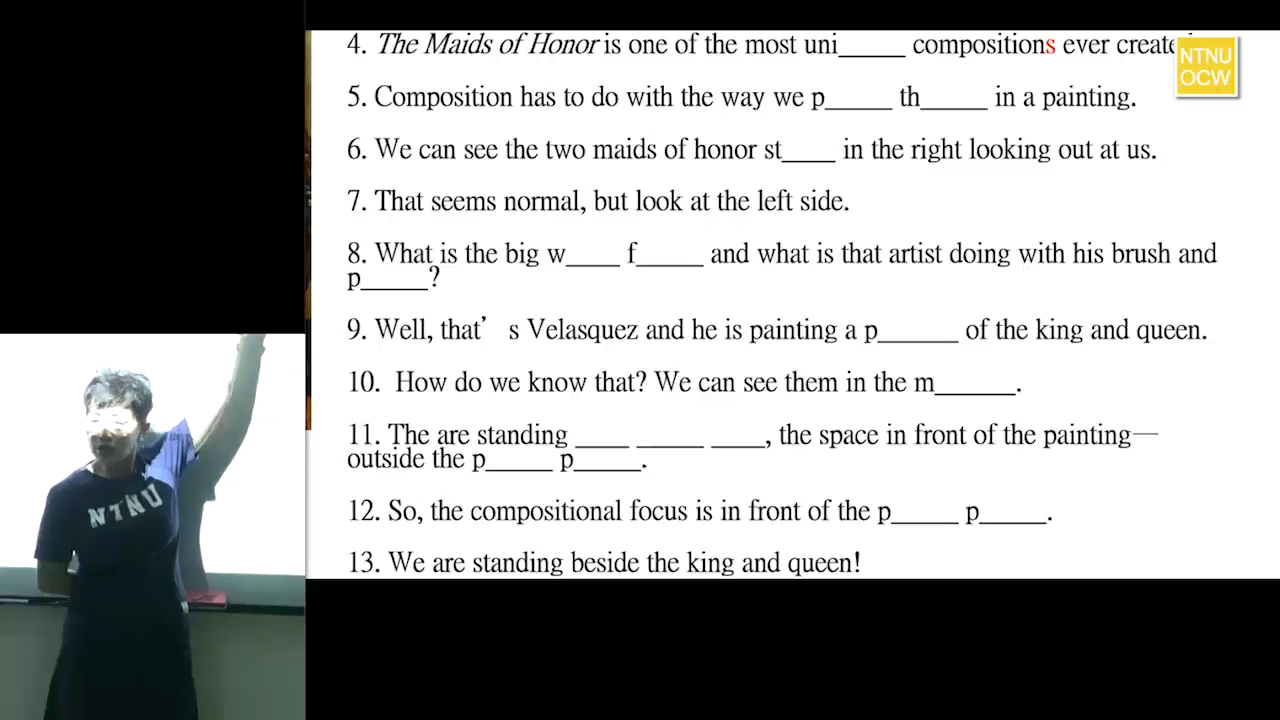 4. The Maids of Honor is one of the most uni_____ compositions ever create
NTNU
OCW
5. Composition has to do with the way we p_____ th_____ in a painting.
6. We can see the two maids of honor st____ in the right looking out at us.
7. That seems normal, but look at the left side.
8. What is the big w____ f_____ and what is that artist doing with his brush and
p_____?
9. Well, that’s Velasquez and he is painting a p______ of the king and queen.
10. How do we know that? We can see them in the m______.
11. The are standing ____ _____ ____, the space in front of the painting—
outside the p_____ p_____.
12. So, the compositional focus is in front of the p_____ p_____.
13. We are standing beside the king and queen!
NTNU